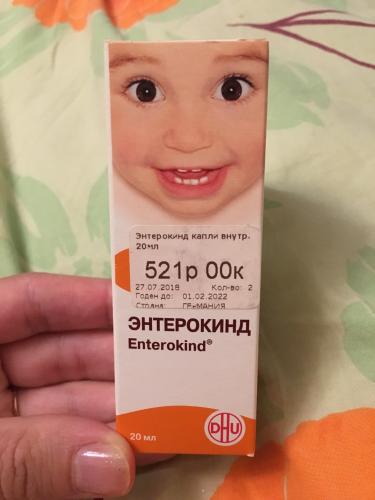 Энтерокинд капли внутр.
20мл
521р 00к
27.07.2018 Кол-во: 2
Годен до: 01.02.2022
Страна: ГЕРМАНИЯ
ЭНТЕРОКИНД
Enterokind®
DHU
20 мл